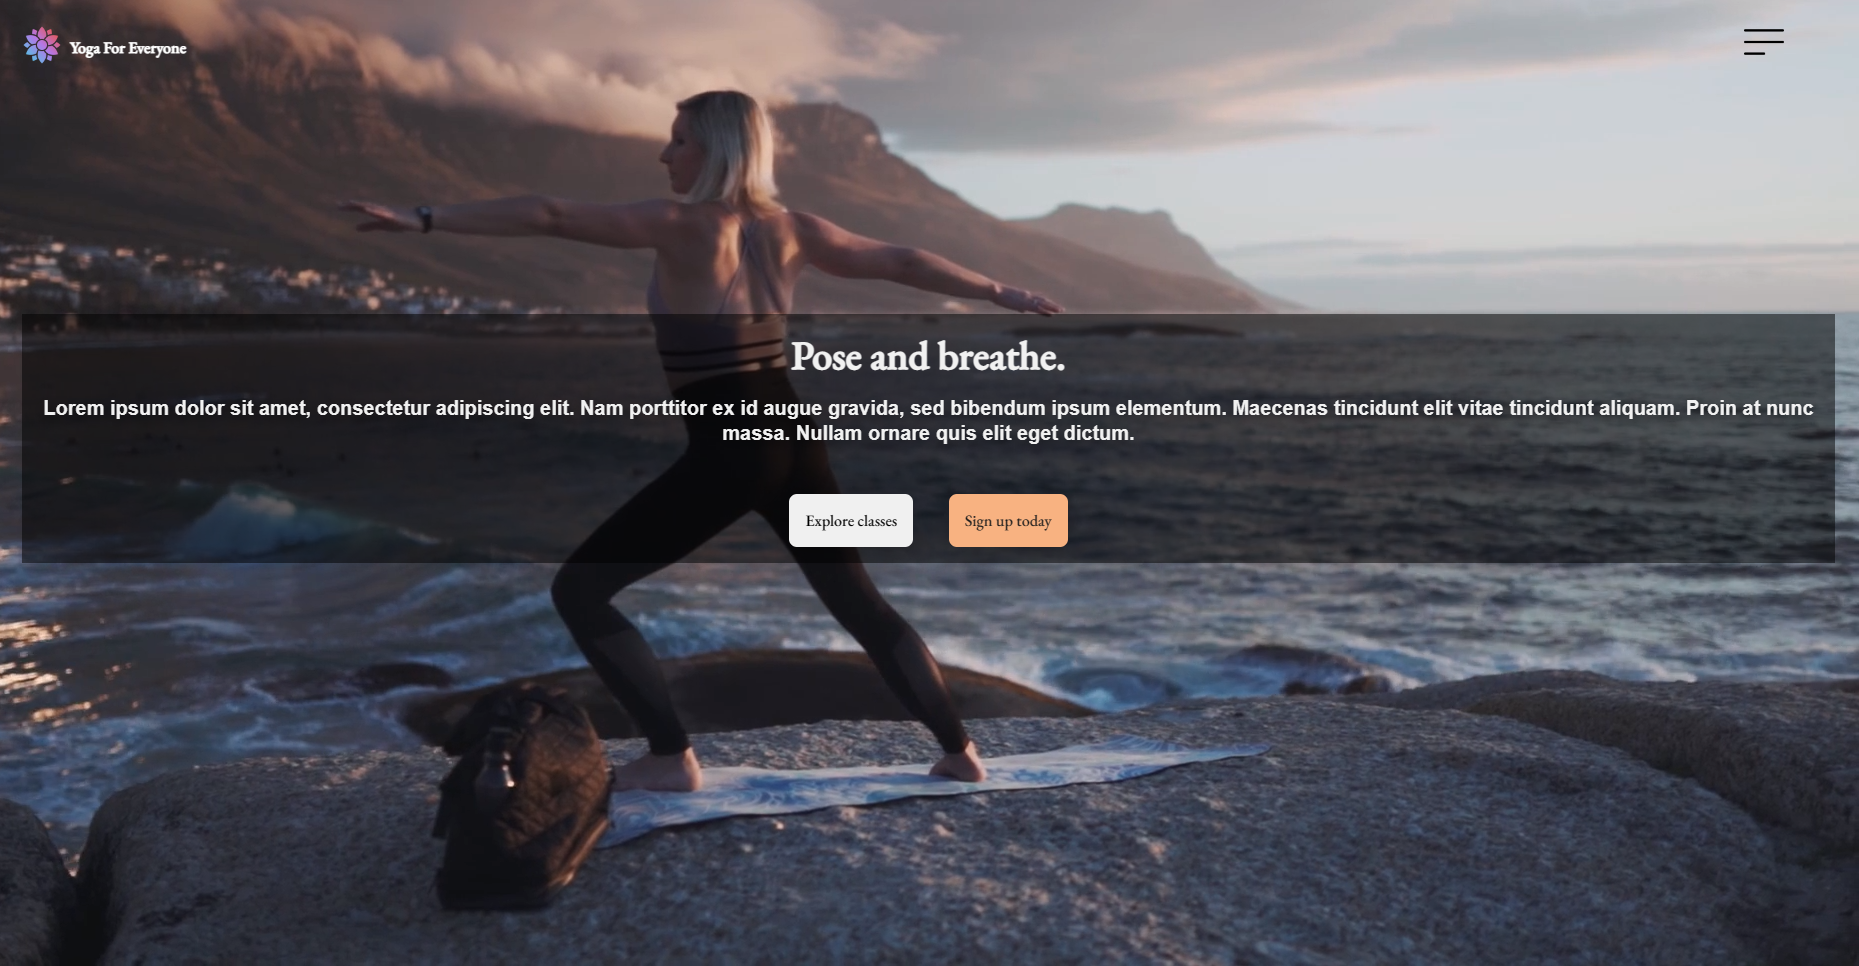 Yoga For Everyone
Pose and breathe.
Lorem ipsum dolor sit amet, consectetur adipiscing elit. Nam porttitor ex id augue gravida, sed bibendum ipsum elementum. Maecenas tincidunt elit vitae tincidunt aliquam. Proin at nunc
massa. Nullam ornare quis elit eget dictum.
Explore classes
Sign up today